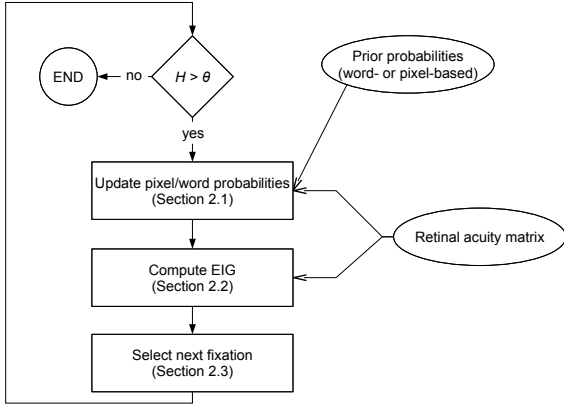 H > θ
END
no
yes
Prior probabilities
(word- or pixel-based)
Update pixel/word probabilities
(Section 2.1)
Retinal acuity matrix
Compute EIG
(Section 2.2)
Select next fixation
(Section 2.3)